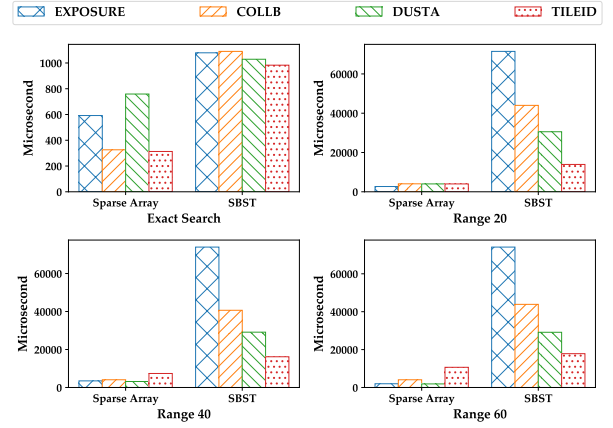 EXPOSURE COLLB DUSTA TILEID
Microsecond
1000
800
600
400
200
0
Sparse Array SBST
Exact Search
Microsecond
60000
40000
20000
0
Sparse Array SBST
Range 20
Microsecond
60000
40000
20000
0
Sparse Array SBST
Range 40
Microsecond
60000
40000
20000
0
Sparse Array SBST
Range 60